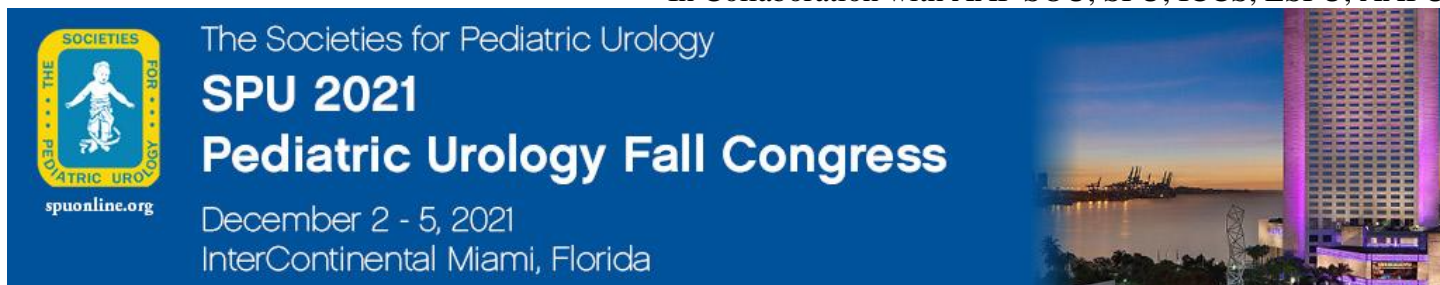 The Societies for Pediatric Urology
SPU 2021
Pediatric Urology Fall Congress
December 2 - 5, 2021
InterContinental Miami, Florida
THE SOCIETIES FOR
PEDIATRIC UROLOGY
spuonline.org